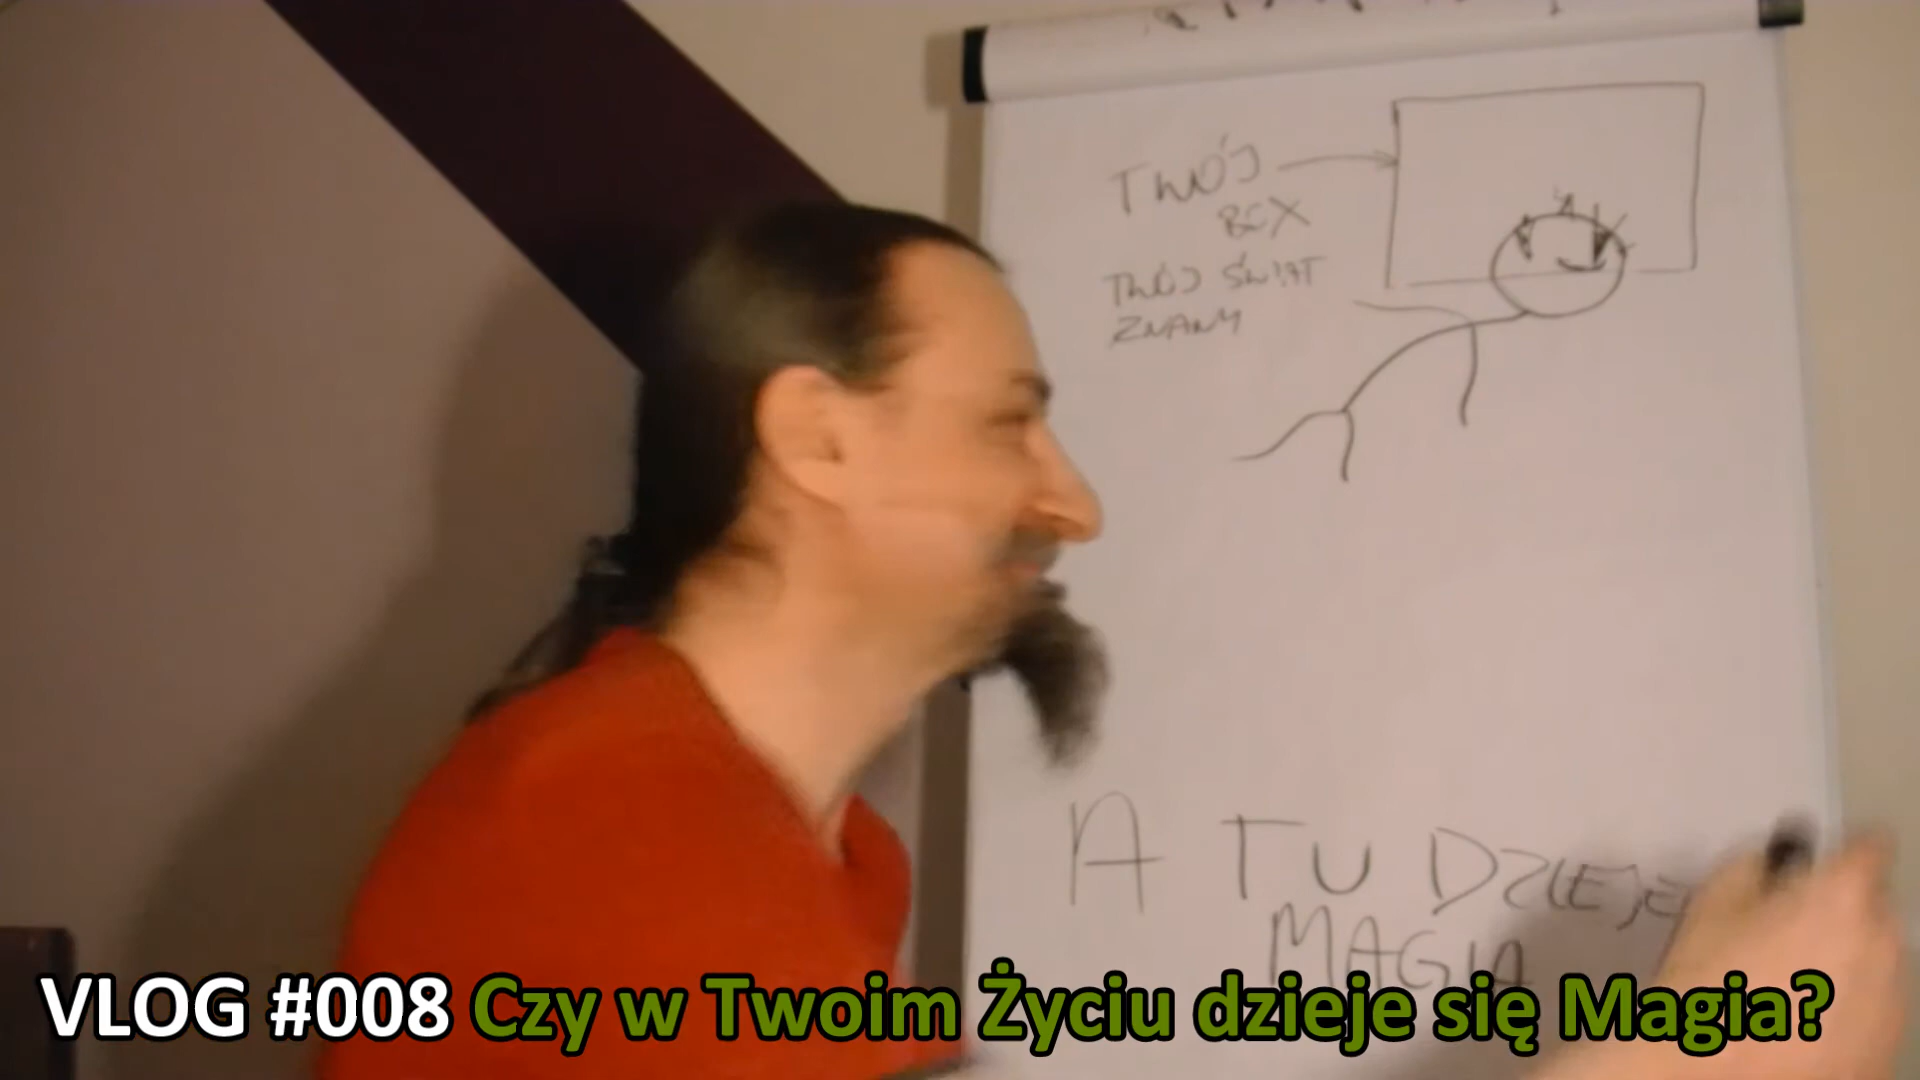 TWÓJ
BOX
TWÓJ ŚWIAT
ZNANY
A TU DZIEJE
MAGIA
VLOG #008 Czy w Twoim Życiu dzieje się Magia?